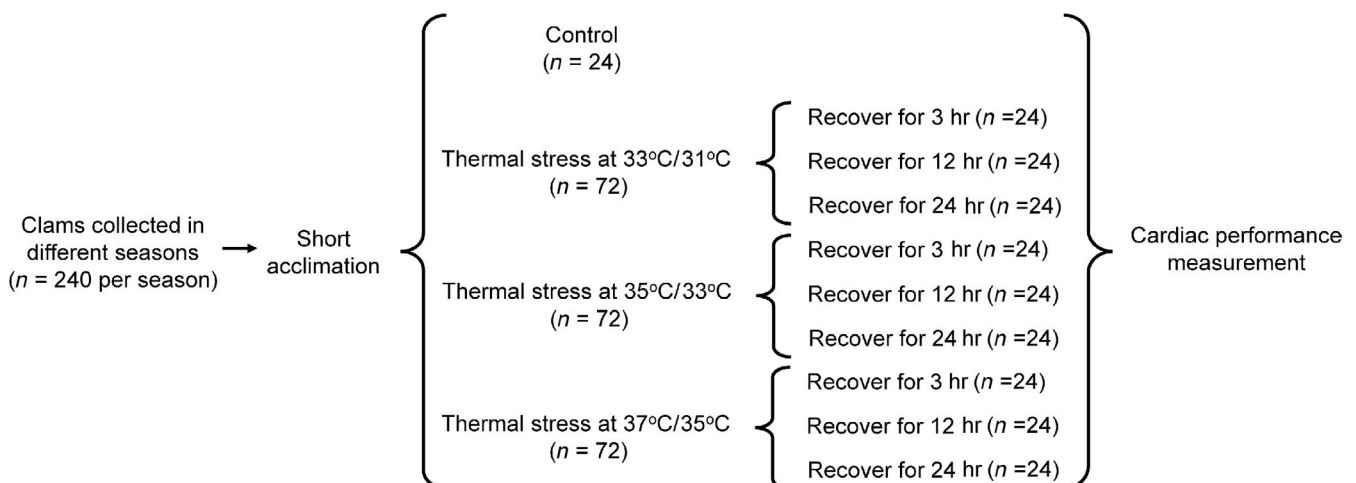 Clams collected in
different seasons
(n = 240 per season)
Short
acclimation
Control
(n = 24)
Thermal stress at 33°C/31°C
(n = 72)
Recover for 3 hr (n =24)
Recover for 12 hr (n =24)
Recover for 24 hr (n =24)
Thermal stress at 35°C/33°C
(n = 72)
Recover for 3 hr (n =24)
Recover for 12 hr (n =24)
Recover for 24 hr (n =24)
Thermal stress at 37°C/35°C
(n = 72)
Recover for 3 hr (n =24)
Recover for 12 hr (n =24)
Recover for 24 hr (n =24)
Cardiac performance
measurement